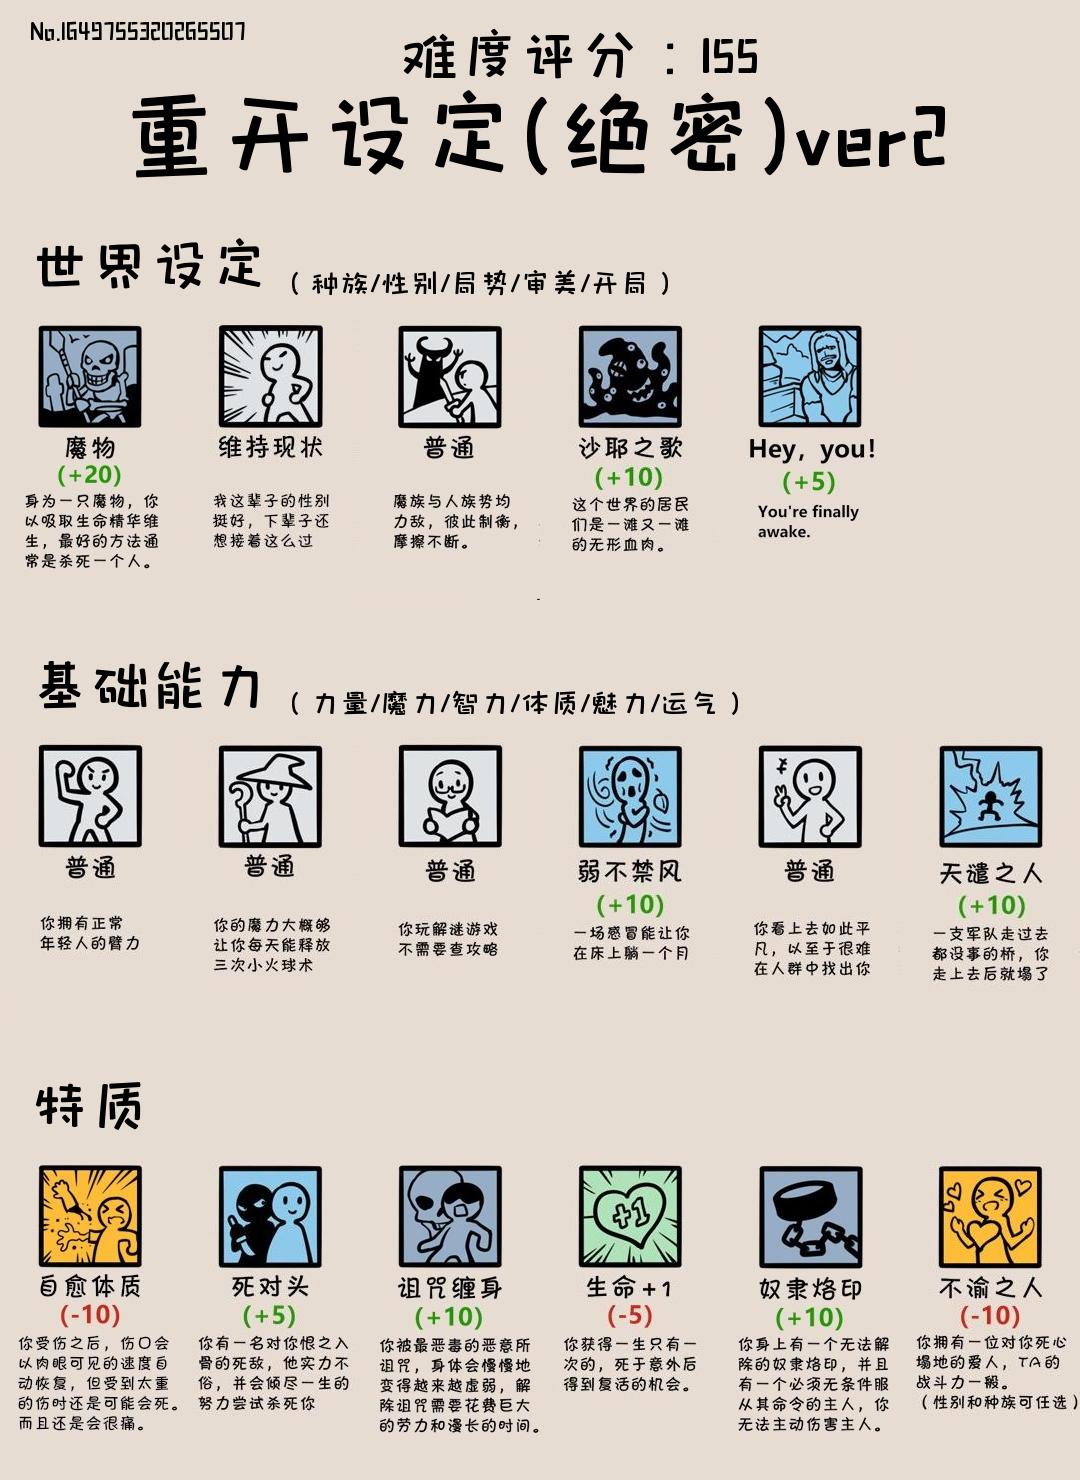 No.1649755320265507
难度评分：155
重开设定(绝密)ver2
世界设定（种族/性别/局势/审美/开局）
魔物
(+20)
身为一只魔物，你
以吸取生命精华维
生，最好的方法通
常是杀死一个人。
维持现状
我这辈子的性别
挺好，下辈子还
想接着这么过
普通
魔族与人族势均
力敌，彼此制衡，
摩擦不断。
沙耶之歌
(+10)
这个世界的居民
们是一滩又一滩
的无形血肉。
Hey, you!
(+5)
You're finally
awake.
基础能力（力量/魔力/智力/体质/魅力/运气）
普通
你拥有正常
年轻人的臂力
普通
你的魔力大概够
让你每天能释放
三次小火球术
普通
你玩解谜游戏
不需要查攻略
弱不禁风
(+10)
一场感冒能让你
在床上躺一个月
普通
你看上去如此平
凡，以至于很难
在人群中找出你
天谴之人
(+10)
一支军队走过去
都没事的桥，你
走上去后就塌了
特质
自愈体质
(-10)
你受伤之后，伤口会
以肉眼可见的速度自
动恢复，但受到太重
的伤时还是可能会死。
而且还是会很痛。
死对头
(+5)
你有一名对你恨之入
骨的死敌，他实力不
俗，并会倾尽一生的
努力尝试杀死你
诅咒缠身
(+10)
你被最恶毒的恶意所
诅咒，身体会慢慢地
变得越来越虚弱，解
除诅咒需要花费巨大
的劳力和漫长的时间。
+1
生命+1
(-5)
你获得一生只有一
次的，死于意外后
得到复活的机会。
奴隶烙印
(+10)
你身上有一个无法解
除的奴隶烙印，并且
有一个必须无条件服
从其命令的主人，你
无法主动伤害主人。
不渝之人
(-10)
你拥有一位对你死心
塌地的爱人，TA的
战斗力一般。
（性别和种族可任选）